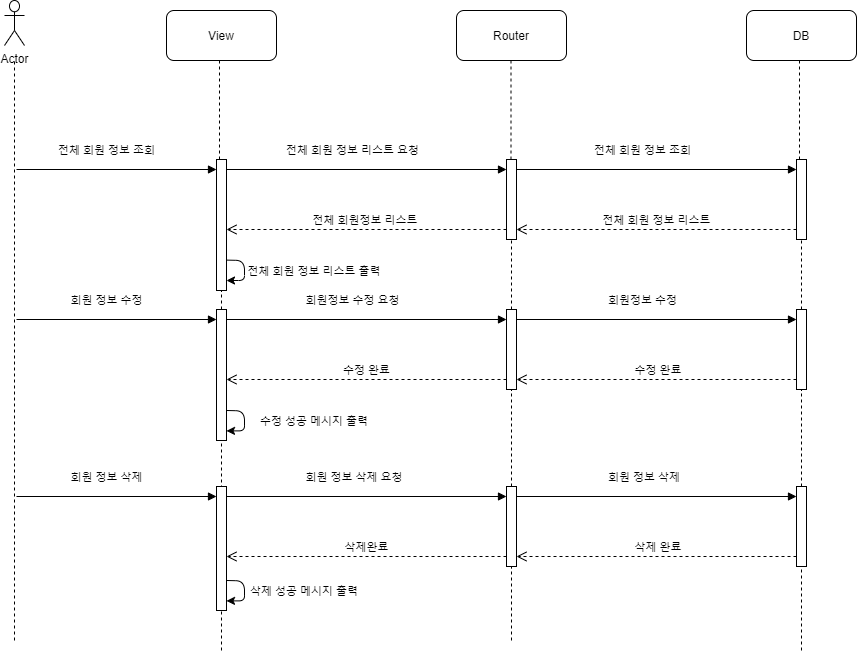 Actor
View
Router
DB
전체 회원 정보 조회
전체 회원 정보 리스트 요청
전체 회원 정보 조회
전체 회원정보 리스트
전체 회원 정보 리스트
전체 회원 정보 리스트 출력
회원 정보 수정
회원정보 수정 요청
회원정보 수정
수정 완료
수정 완료
수정 성공 메시지 출력
회원 정보 삭제
회원 정보 삭제 요청
회원 정보 삭제
삭제완료
삭제 완료
삭제 성공 메시지 출력